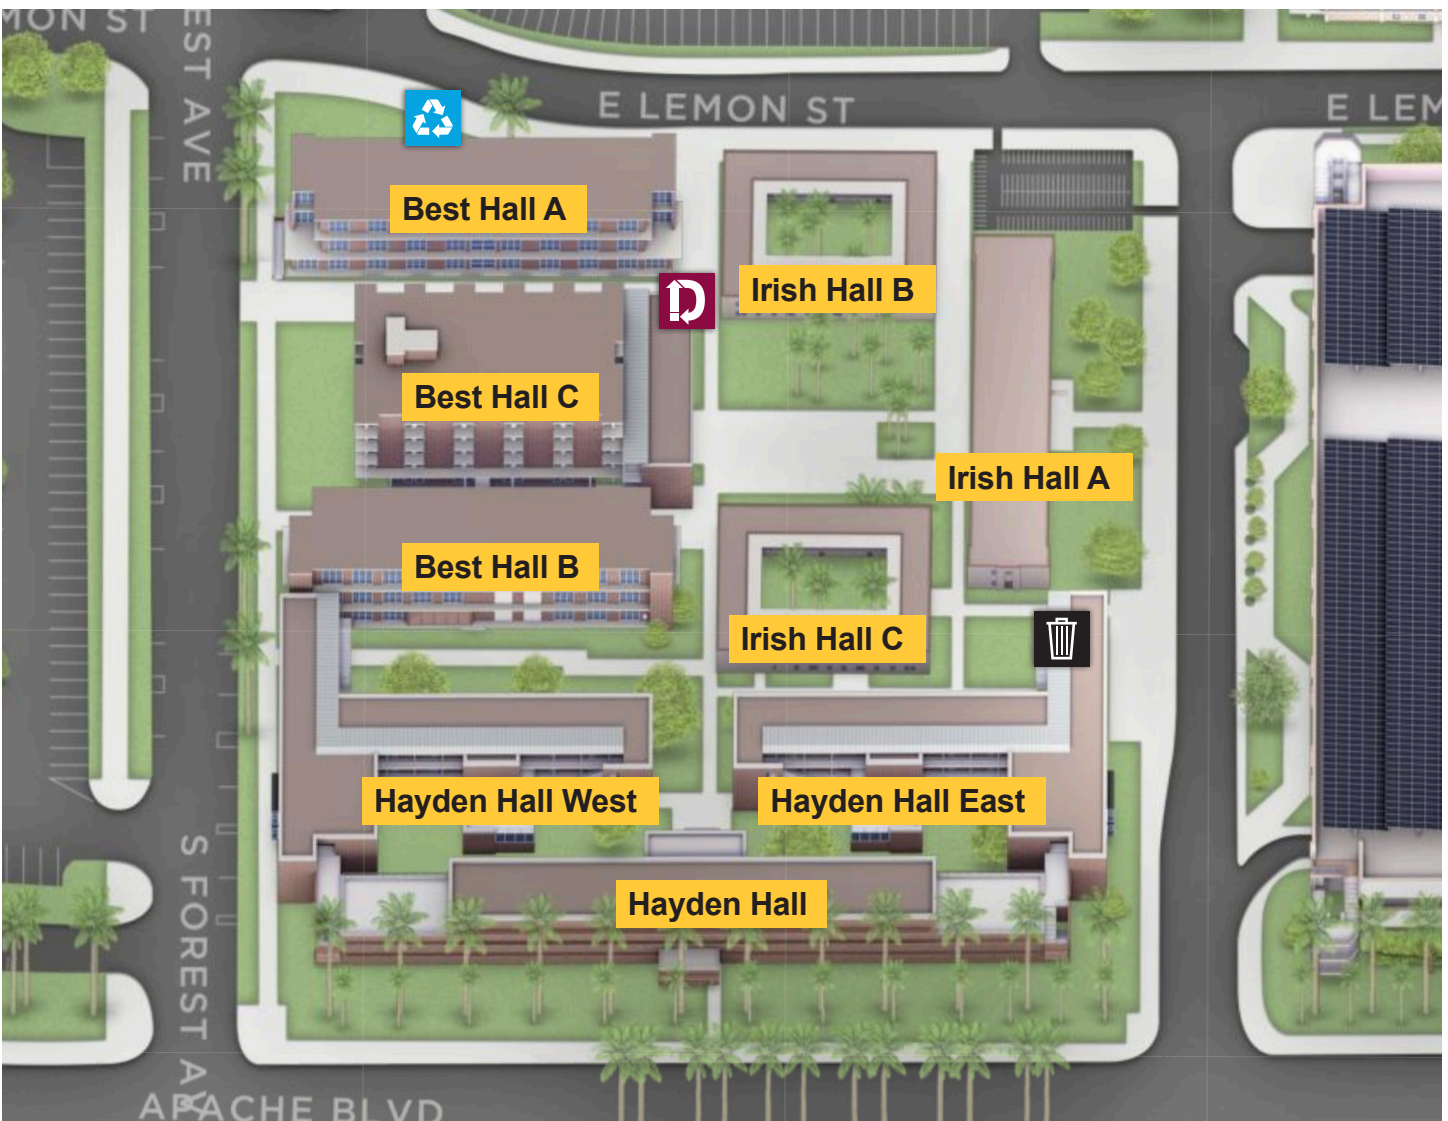 MON ST
EST AVE
E LEMON ST
E LEM
Best Hall A
Irish Hall B
D
Best Hall C
Irish Hall A
Best Hall B
Irish Hall C
Hayden Hall West
Hayden Hall East
Hayden Hall
S FOREST AV
APACHE BLVD